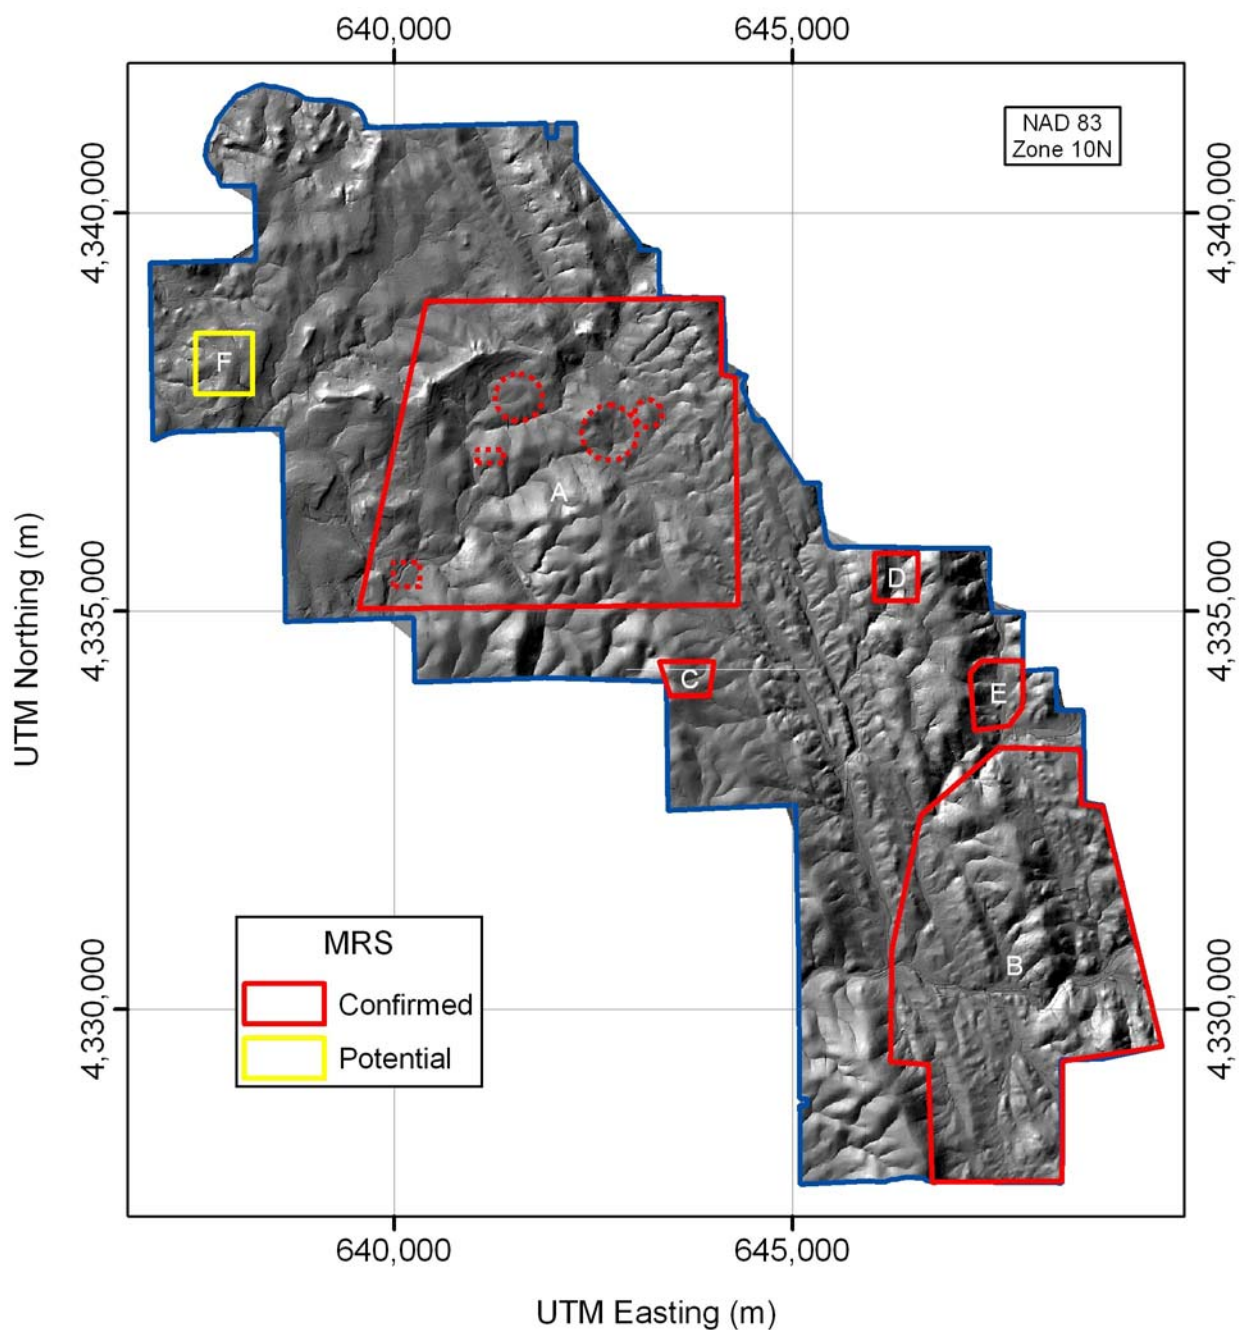 640,000
645,000
NAD 83
Zone 10N
4,340,000
4,340,000
F
A
UTM Northing (m)
4,335,000
4,335,000
D
C
E
B
MRS
Confirmed
Potential
4,330,000
4,330,000
640,000
645,000
UTM Easting (m)